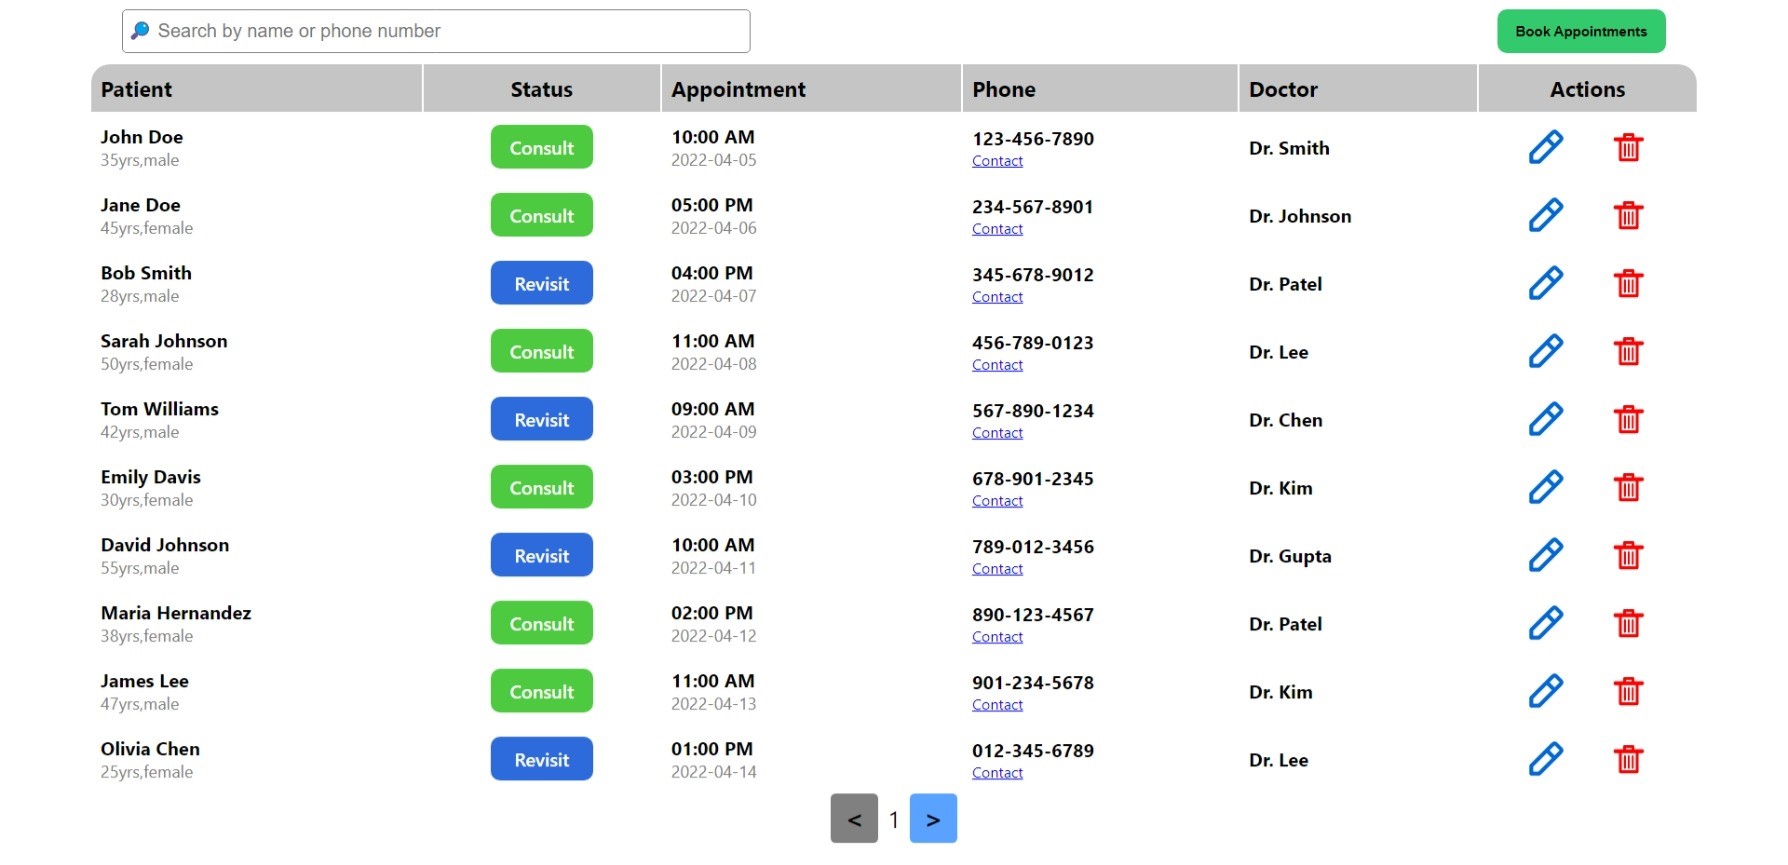 Search by name or phone number
Book Appointments
Patient Status Appointment Phone Doctor Actions
John Doe Consult 10:00 AM 123-456-7890 Dr. Smith
35yrs,male 2022-04-05 Contact
Jane Doe Consult 05:00 PM 234-567-8901 Dr. Johnson
45yrs,female 2022-04-06 Contact
Bob Smith Revisit 04:00 PM 345-678-9012 Dr. Patel
28yrs,male 2022-04-07 Contact
Sarah Johnson Consult 11:00 AM 456-789-0123 Dr. Lee
50yrs,female 2022-04-08 Contact
Tom Williams Revisit 09:00 AM 567-890-1234 Dr. Chen
42yrs,male 2022-04-09 Contact
Emily Davis Consult 03:00 PM 678-901-2345 Dr. Kim
30yrs,female 2022-04-10 Contact
David Johnson Revisit 10:00 AM 789-012-3456 Dr. Gupta
55yrs,male 2022-04-11 Contact
Maria Hernandez Consult 02:00 PM 890-123-4567 Dr. Patel
38yrs,female 2022-04-12 Contact
James Lee Consult 11:00 AM 901-234-5678 Dr. Kim
47yrs,male 2022-04-13 Contact
Olivia Chen Revisit 01:00 PM 012-345-6789 Dr. Lee
25yrs,female 2022-04-14 Contact
< 1 >